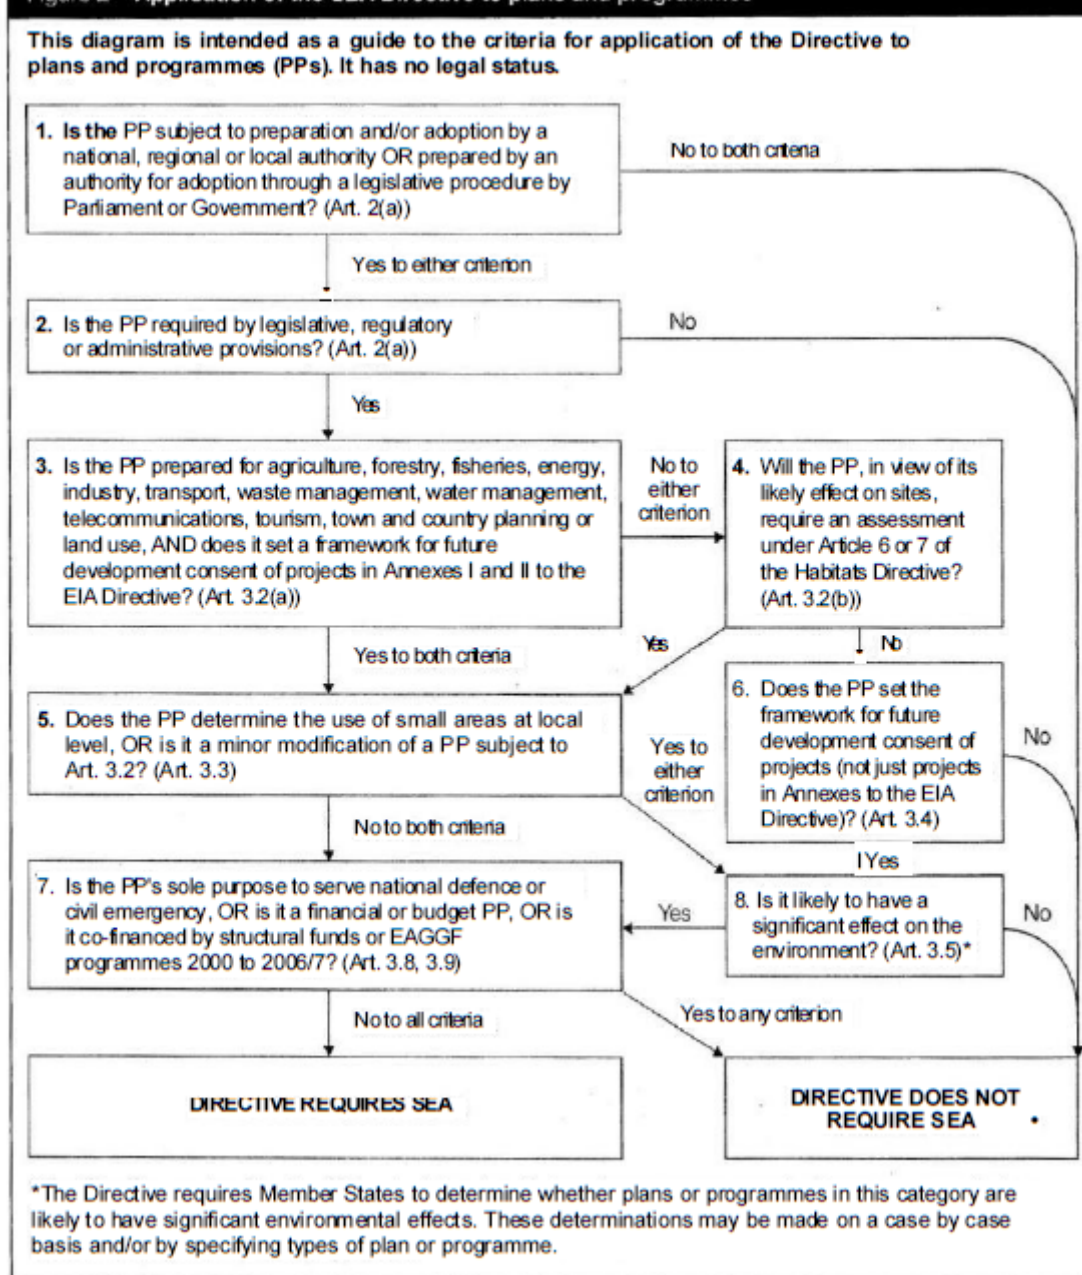 Application of the SEA Directive to plans and programmes
This diagram is intended as a guide to the criteria for application of the Directive to
plans and programmes (PPs). It has no legal status.
1. Is the PP subject to preparation and/or adoption by a
national, regional or local authority OR prepared by an
authority for adoption through a legislative procedure by
Parliament or Government? (Art. 2(a))
No to both criteria
Yes to either criterion
2. Is the PP required by legislative, regulatory
or administrative provisions? (Art. 2(a))
No
Yes
3. Is the PP prepared for agriculture, forestry, fisheries, energy,
industry, transport, waste management, water management,
telecommunications, tourism, town and country planning or
land use, AND does it set a framework for future
development consent of projects in Annexes I and II to the
EIA Directive? (Art. 3.2(a))
No to
either
criterion
4. Will the PP, in view of its
likely effect on sites,
require an assessment
under Article 6 or 7 of
the Habitats Directive?
(Art. 3.2(b))
Yes to both criteria
Yes
No
5. Does the PP determine the use of small areas at local
level, OR is it a minor modification of a PP subject to
Art. 3.2? (Art. 3.3)
Yes to
either
criterion
6. Does the PP set the
framework for future
development consent of
projects (not just projects
in Annexes to the EIA
Directive)? (Art. 3.4)
No
No to both criteria
Yes
7. Is the PP's sole purpose to serve national defence or
civil emergency, OR is it a financial or budget PP, OR is
it co-financed by structural funds or EAGGF
programmes 2000 to 2006/7? (Art. 3.8, 3.9)
Yes
8. Is it likely to have a
significant effect on the
environment? (Art. 3.5)*
No
No to all criteria
Yes to any criterion
DIRECTIVE REQUIRES SEA
DIRECTIVE DOES NOT
REQUIRE SEA
*The Directive requires Member States to determine whether plans or programmes in this category are
likely to have significant environmental effects. These determinations may be made on a case by case
basis and/or by specifying types of plan or programme.